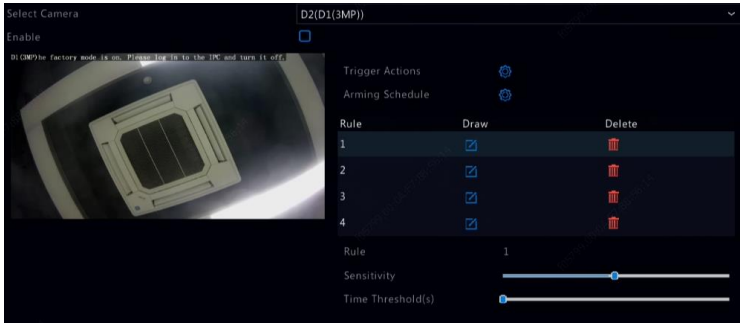 Select Camera D2(D1(3MP))
Enable
D1(3MP)he factory mode is on. Please log in to the IPC and turn it off.
Trigger Actions
Arming Schedule
Rule Draw Delete
1
2
3
4
Rule 1
Sensitivity
Time Threshold(s)